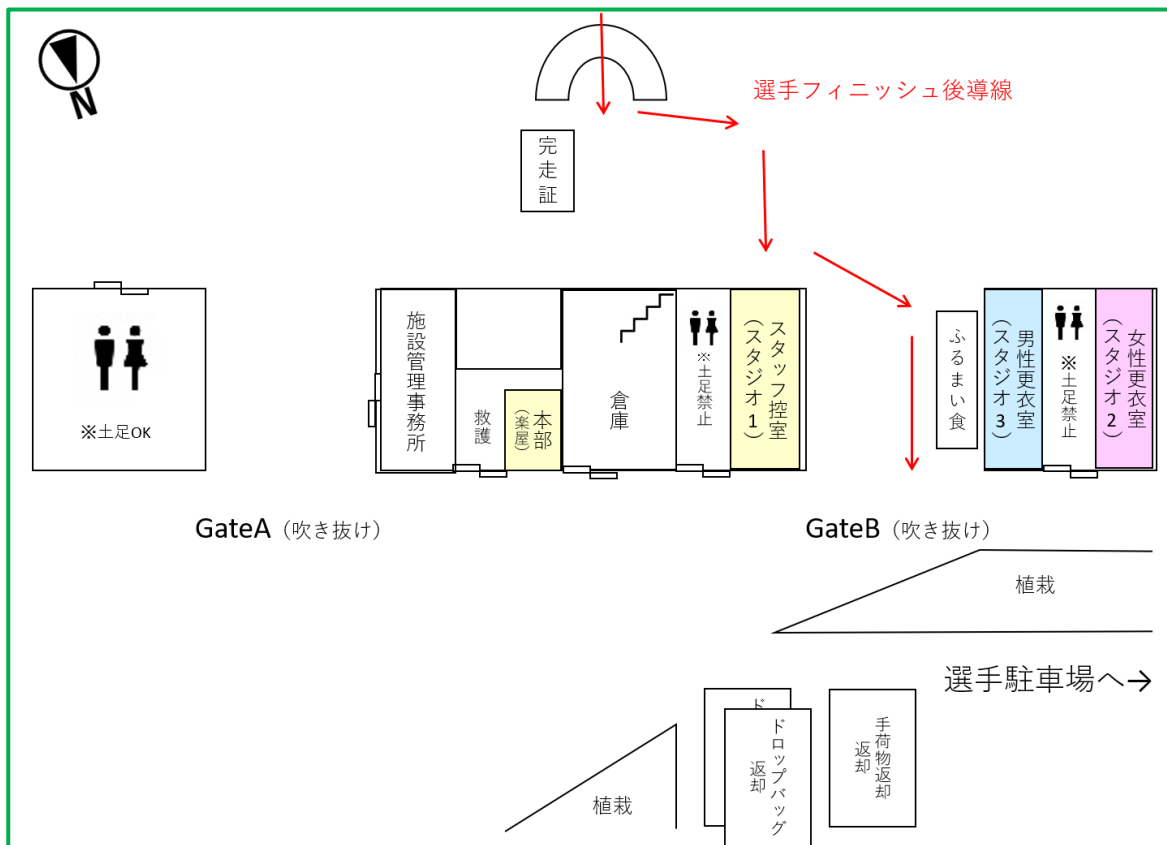 N
選手フィニッシュ後導線
完走証
※土足OK
施設管理事務所
救護
本部
(楽屋)
倉庫
※土足禁止
スタッフ控室
(スタジオ1)
ふるまい食
男性更衣室
(スタジオ3)
※土足禁止
女性更衣室
(スタジオ2)
GateA(吹き抜け)
GateB(吹き抜け)
植栽
選手駐車場へ→
ド
ドロップバッグ
返却
手荷物返却
返却
植栽